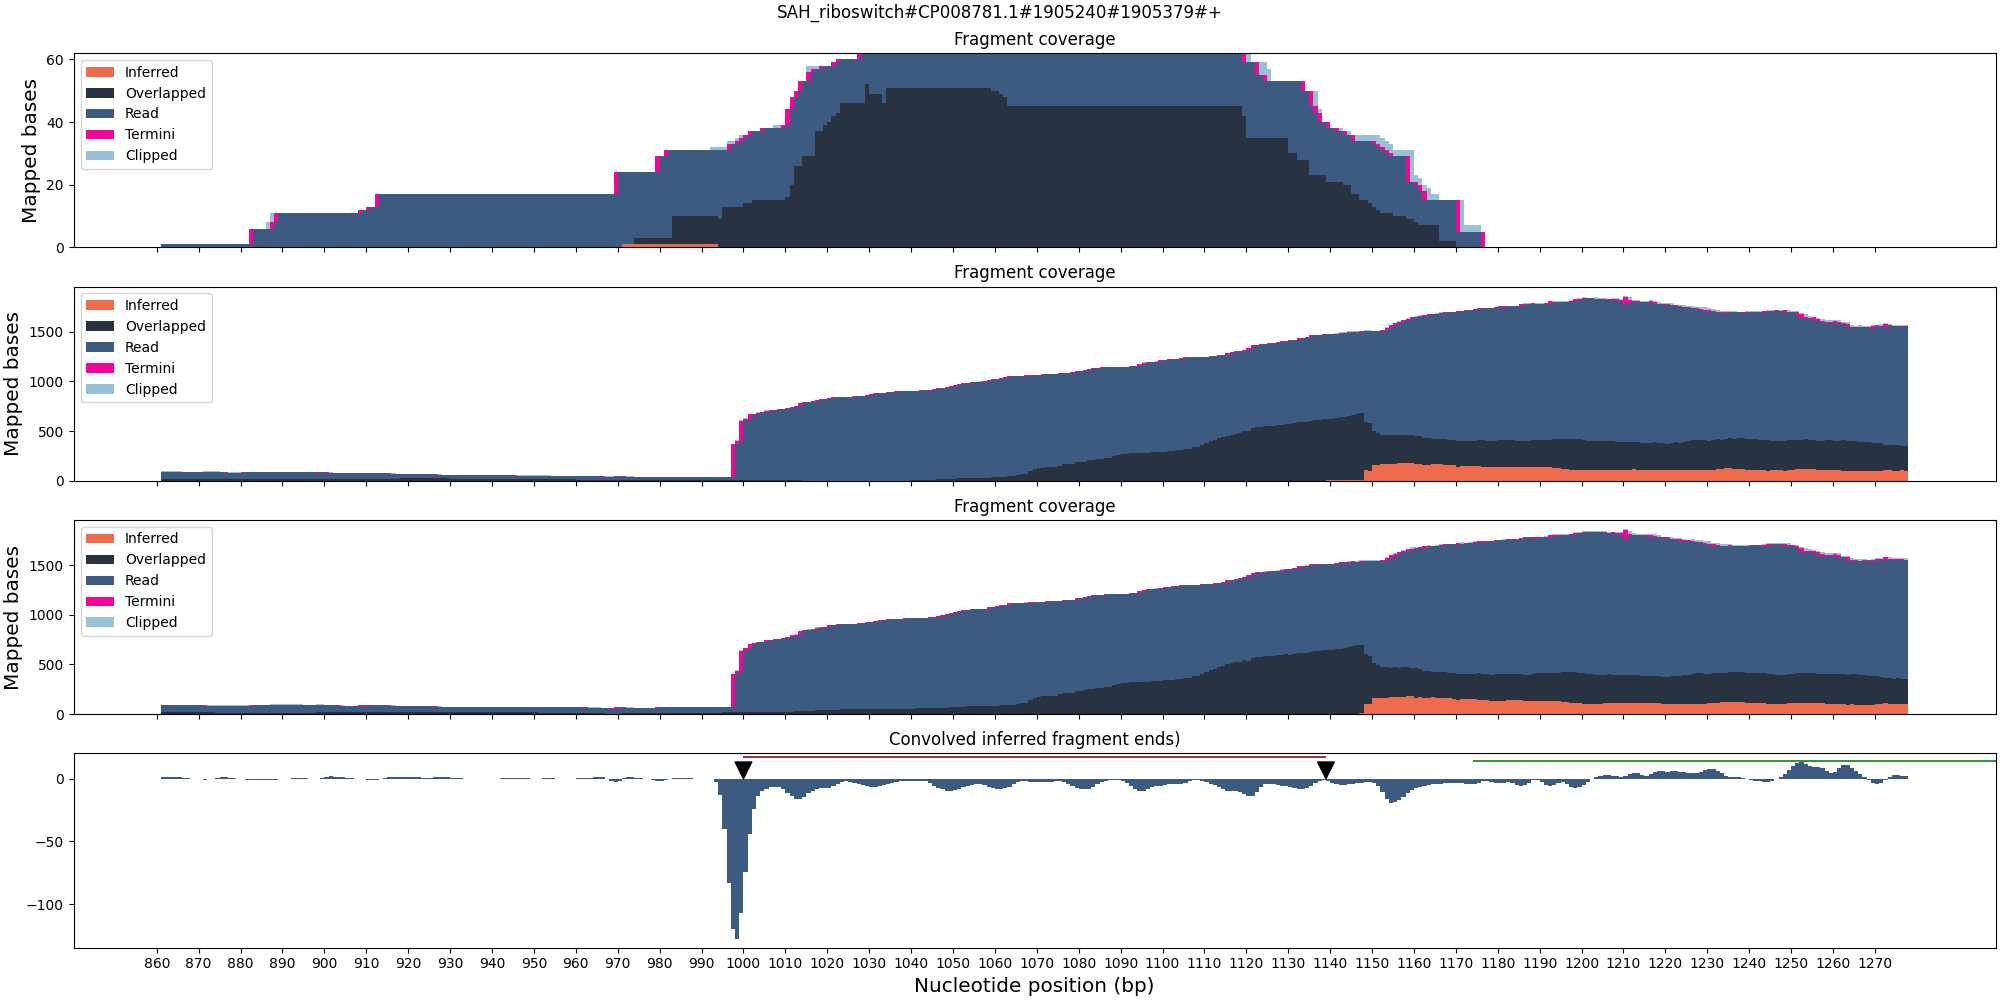 SAH_riboswitch#CP008781.1#1905240#1905379#+
Fragment coverage
Mapped bases
60
40
20
0
Inferred
Overlapped
Read
Termini
Clipped
Fragment coverage
Mapped bases
1500
1000
500
0
Inferred
Overlapped
Read
Termini
Clipped
Fragment coverage
Mapped bases
1500
1000
500
0
Inferred
Overlapped
Read
Termini
Clipped
Convolved inferred fragment ends)
0
−50
−100
860 870 880 890 900 910 920 930 940 950 960 970 980 990 1000 1010 1020 1030 1040 1050 1060 1070 1080 1090 1100 1110 1120 1130 1140 1150 1160 1170 1180 1190 1200 1210 1220 1230 1240 1250 1260 1270
Nucleotide position (bp)